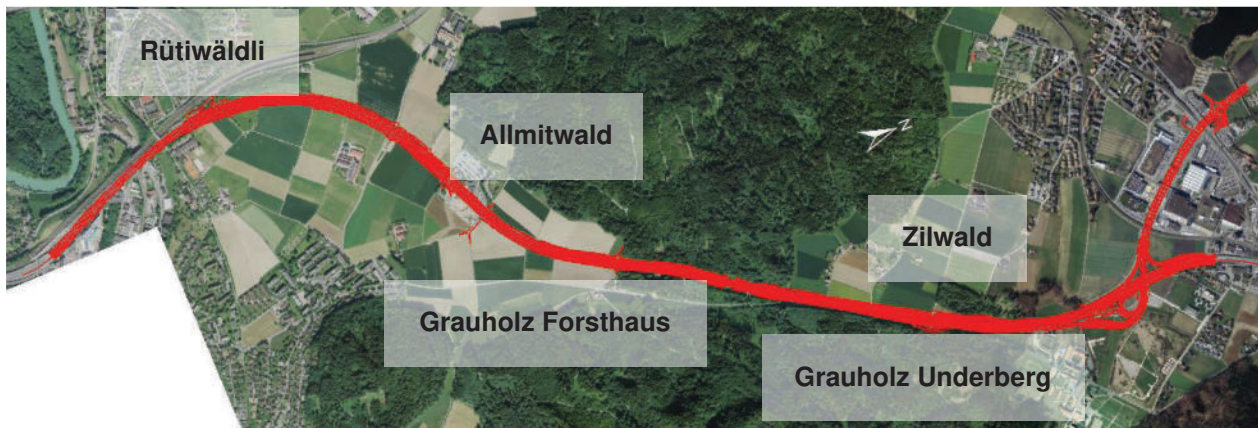 Rütiwäldli
Allmitwald
N
Zilwald
Grauholz Forsthaus
Grauholz Underberg